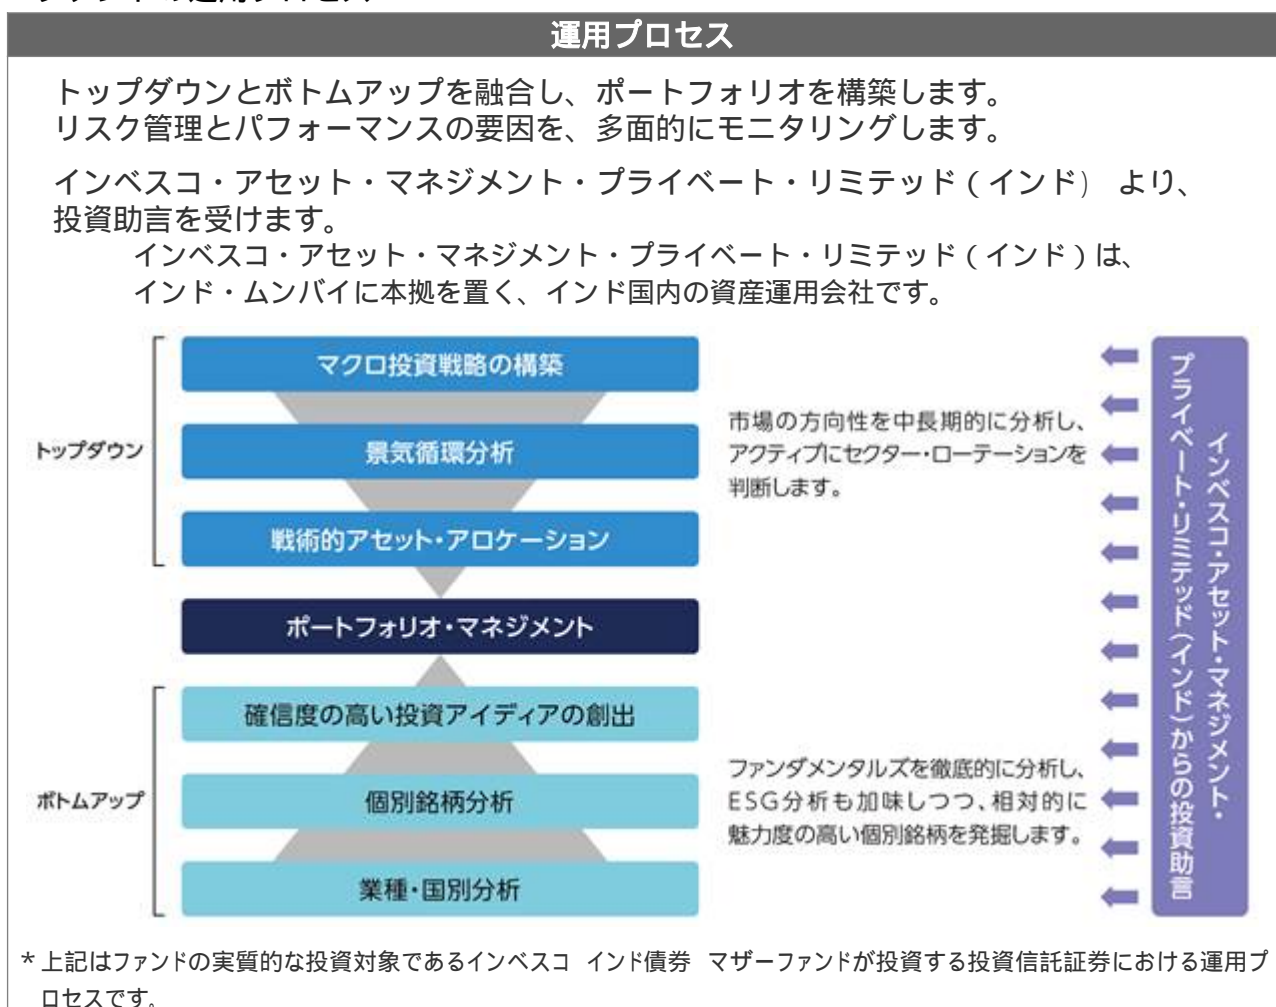 運用プロセス
トップダウンとボトムアップを融合し、ポートフォリオを構築します。
リスク管理とパフォーマンスの要因を、多面的にモニタリングします。
インベスコ・アセット・マネジメント・プライベート・リミテッド（インド） より、
投資助言を受けます。
インベスコ・アセット・マネジメント・プライベート・リミテッド（インド）は、
インド・ムンバイに本拠を置く、インド国内の資産運用会社です。
トップダウン
マクロ投資戦略の構築
景気循環分析
戦術的アセット・アロケーション
市場の方向性を中長期的に分析し、
アクティブにセクター・ローテーションを
判断します。
ポートフォリオ・マネジメント
ボトムアップ
確信度の高い投資アイディアの創出
個別銘柄分析
業種・国別分析
ファンダメンタルズを徹底的に分析し、
ESG分析も加味しつつ、相対的に
魅力度の高い個別銘柄を発掘します。
インベスコ・アセット・マネジメント・
プライベート・リミテッド（インド）からの投資助言
*上記はファンドの実質的な投資対象であるインベスコ インド債券 マザーファンドが投資する投資信託証券における運用プ
ロセスです。